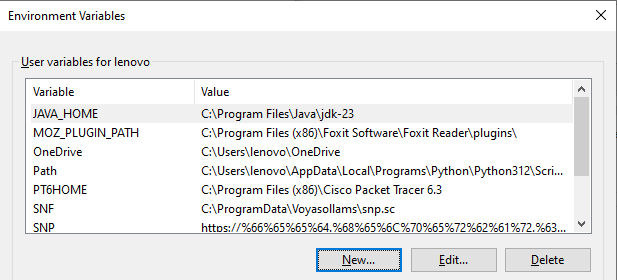 Environment Variables
User variables for lenovo
Variable Value
JAVA_HOME C:\Program Files\Java\jdk-23
MOZ_PLUGIN_PATH C:\Program Files (x86)\Foxit Software\Foxit Reader\plugins\
OneDrive C:\Users\lenovo\OneDrive
Path C:\Users\lenovo\AppData\Local\Programs\Python\Python312\Scri...
PT6HOME C:\Program Files (x86)\Cisco Packet Tracer 6.3
SNF C:\ProgramData\Voyasollams\snp.sc
SNP https://%66%65%65%64.%68%65%6C%70%65%72%62%61%72.%63...
New... Edit... Delete